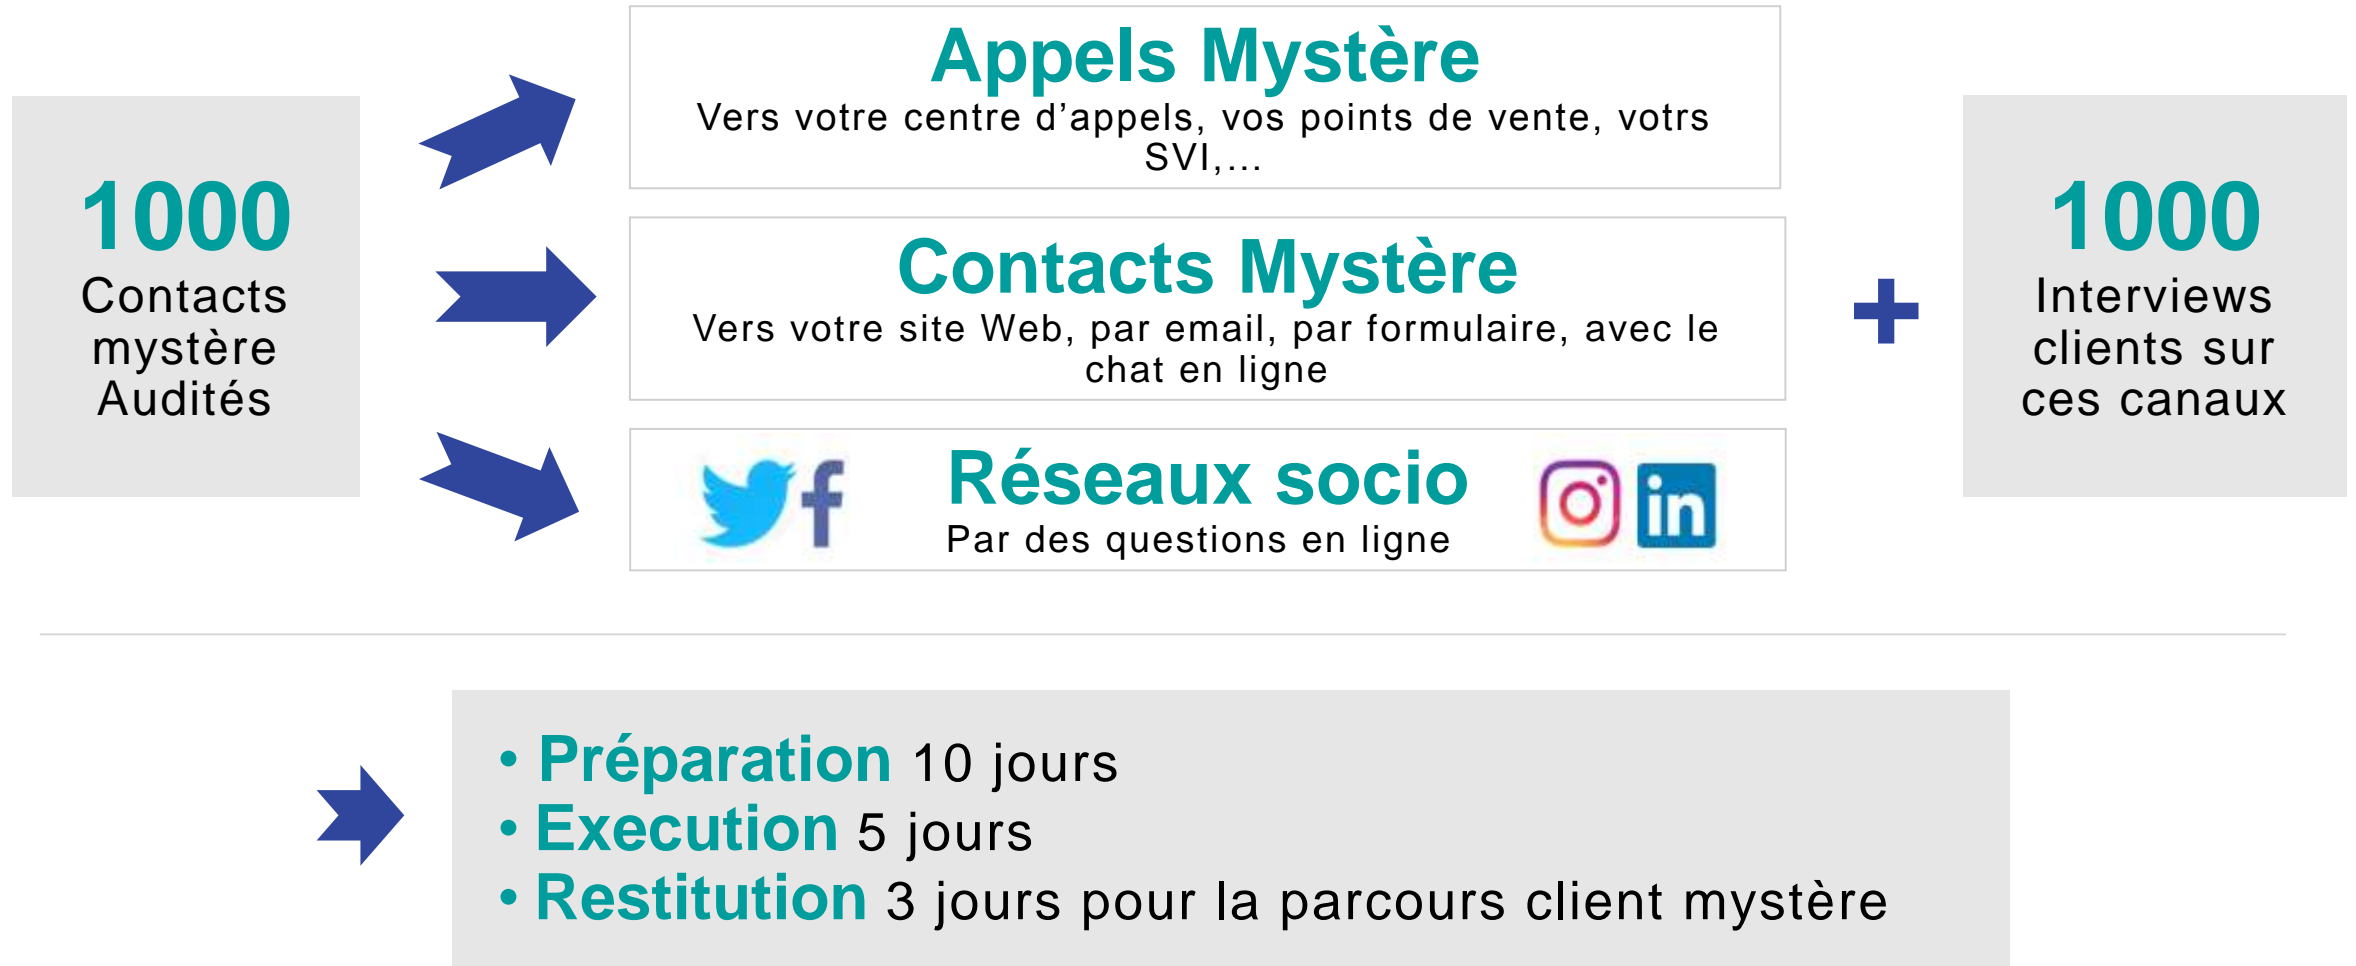 1000
Contacts
mystère
Audités
Appels Mystère
Vers votre centre d’appels, vos points de vente, votrs
SVI,…
Contacts Mystère
Vers votre site Web, par email, par formulaire, avec le
chat en ligne
f
Réseaux socio
Par des questions en ligne
in
1000
Interviews
clients sur
ces canaux
• Préparation 10 jours
• Execution 5 jours
• Restitution 3 jours pour la parcours client mystère